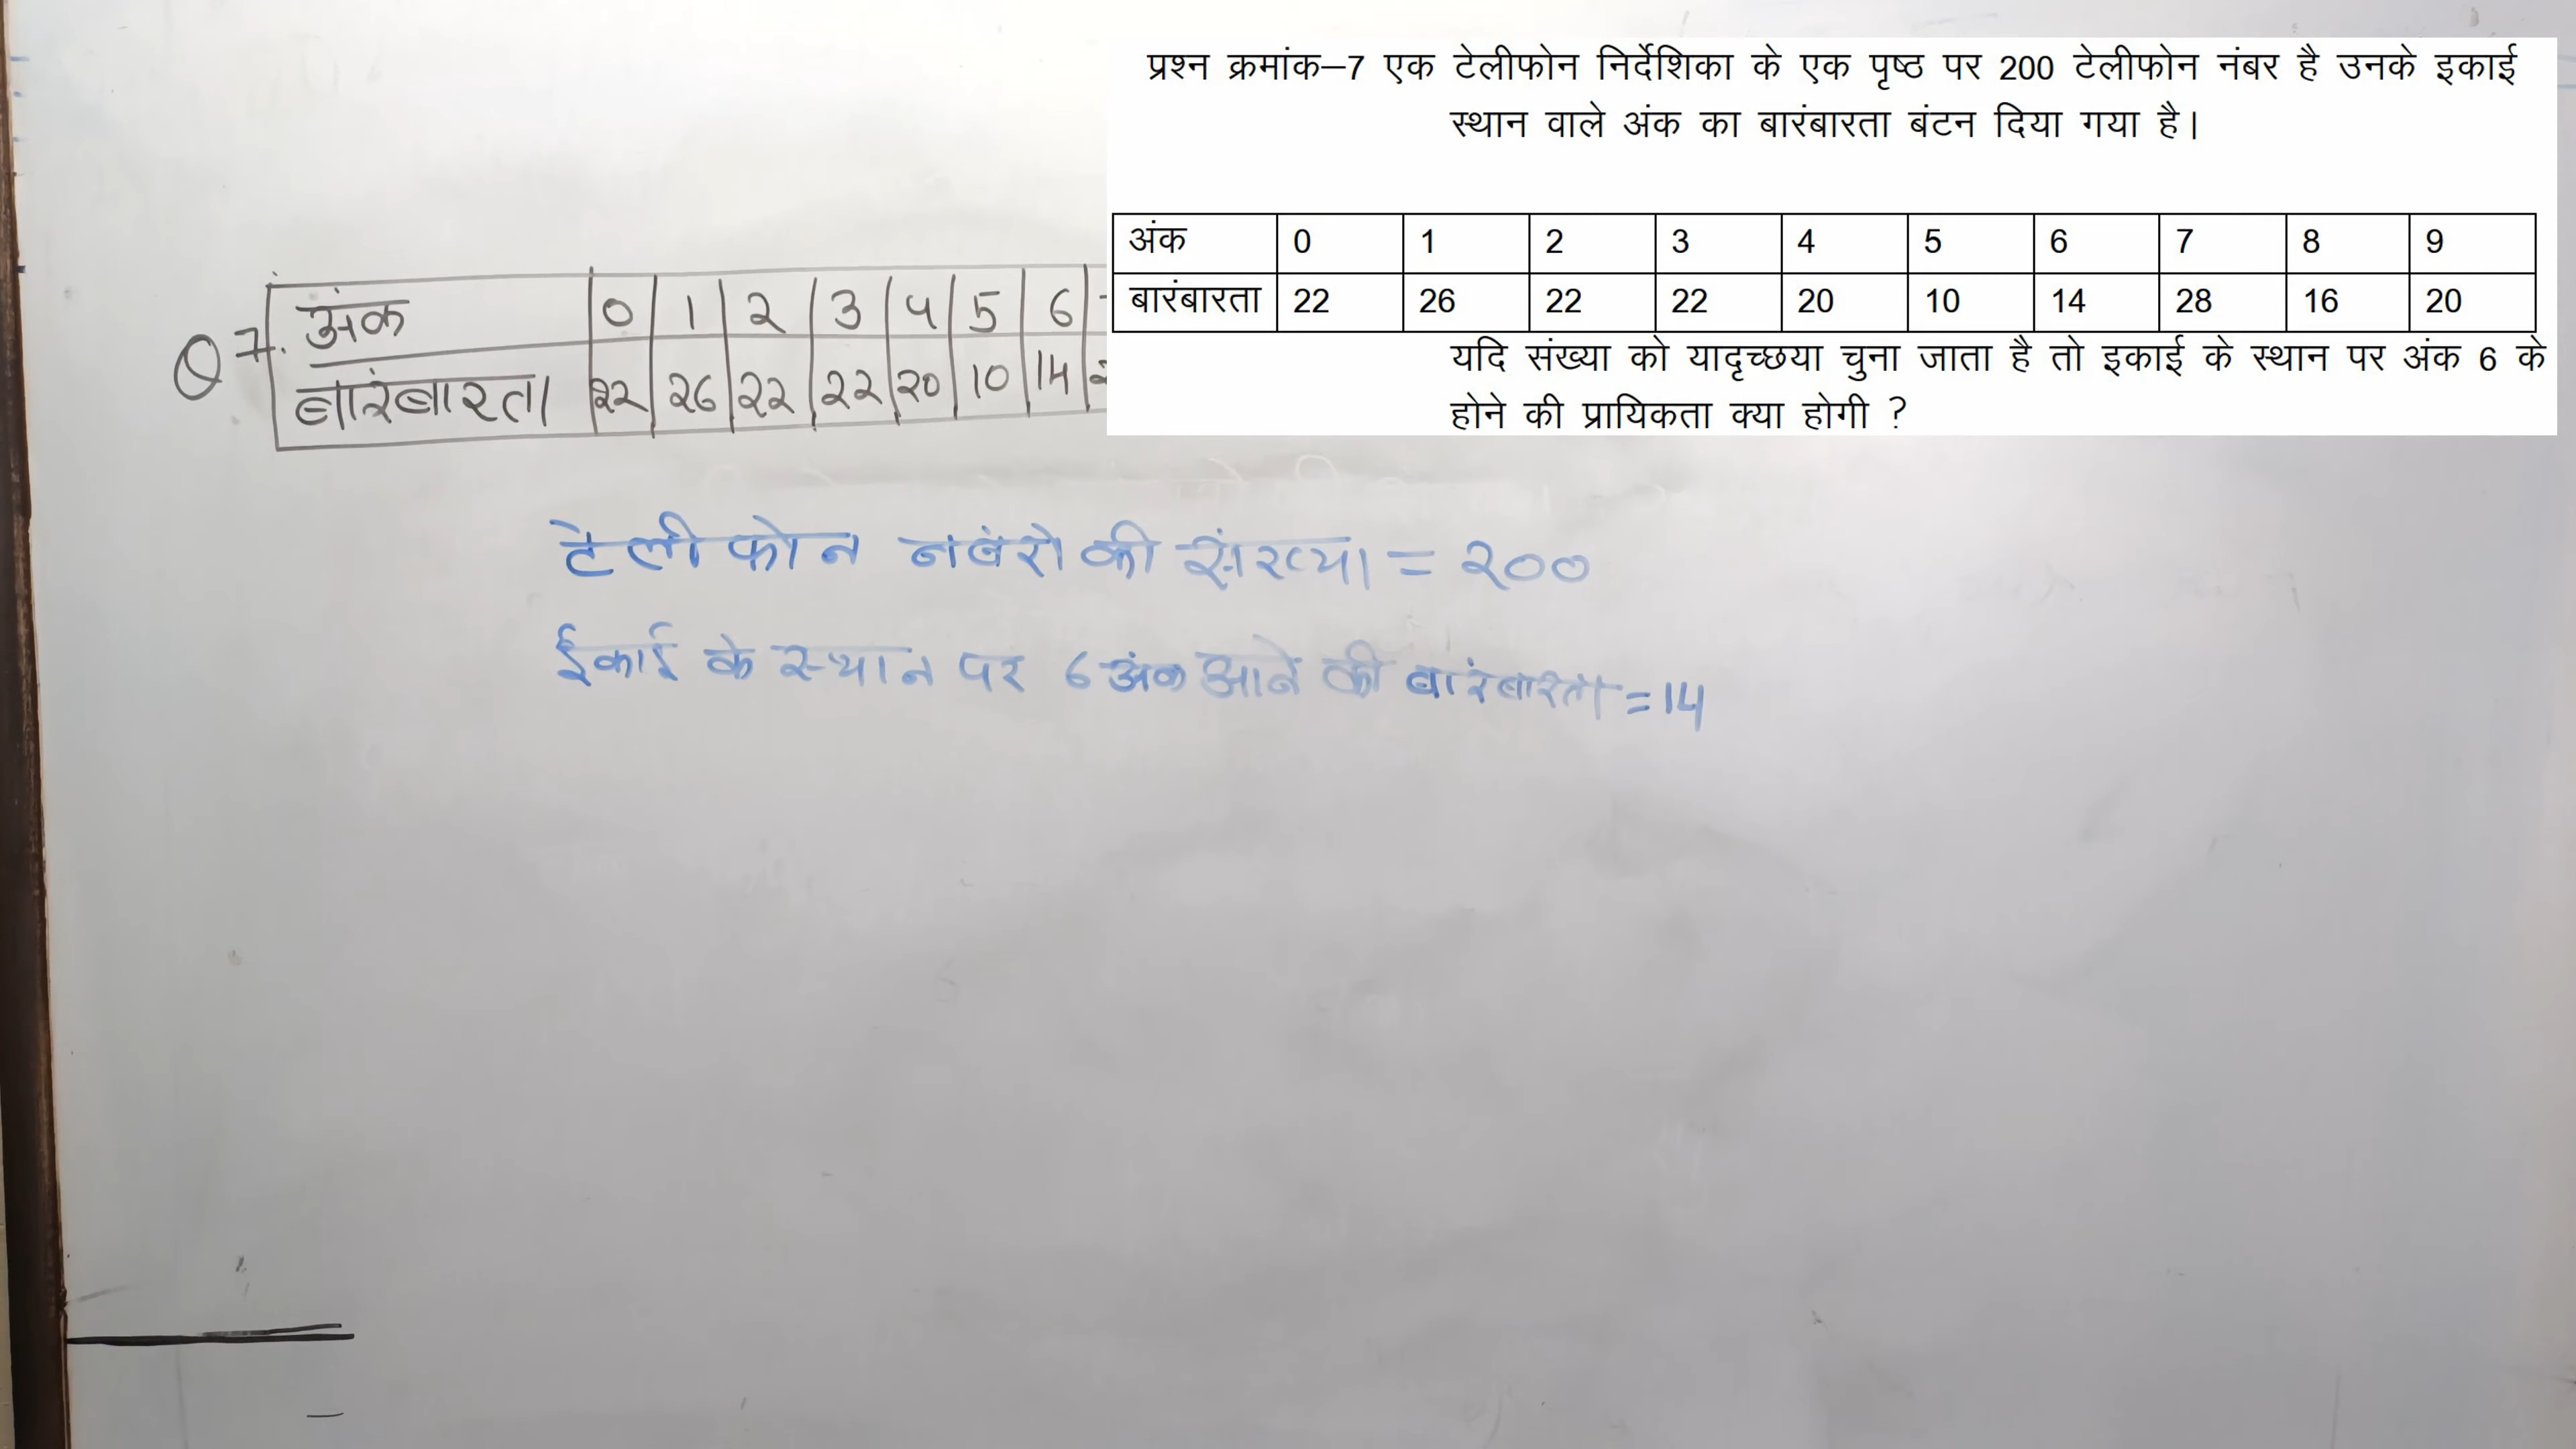 प्रश्न क्रमांक–7 एक टेलीफोन निर्देशिका के एक पृष्ठ पर 200 टेलीफोन नंबर है उनके इकाई
स्थान वाले अंक का बारंबारता बंटन दिया गया है।
अंक 0 1 2 3 4 5 6 7 8 9
बारंबारता 22 26 22 22 20 10 14 28 16 20
यदि संख्या को यादृच्छया चुना जाता है तो इकाई के स्थान पर अंक 6 के
होने की प्रायिकता क्या होगी ?
Q 7. अंक 0 1 2 3 4 5 6
बारंबारता 22 26 22 22 20 10 14
टेलीफोन नबंरो की संख्या = 200
ईकाई के स्थान पर 6 अंक आने की बारंबारता = 14